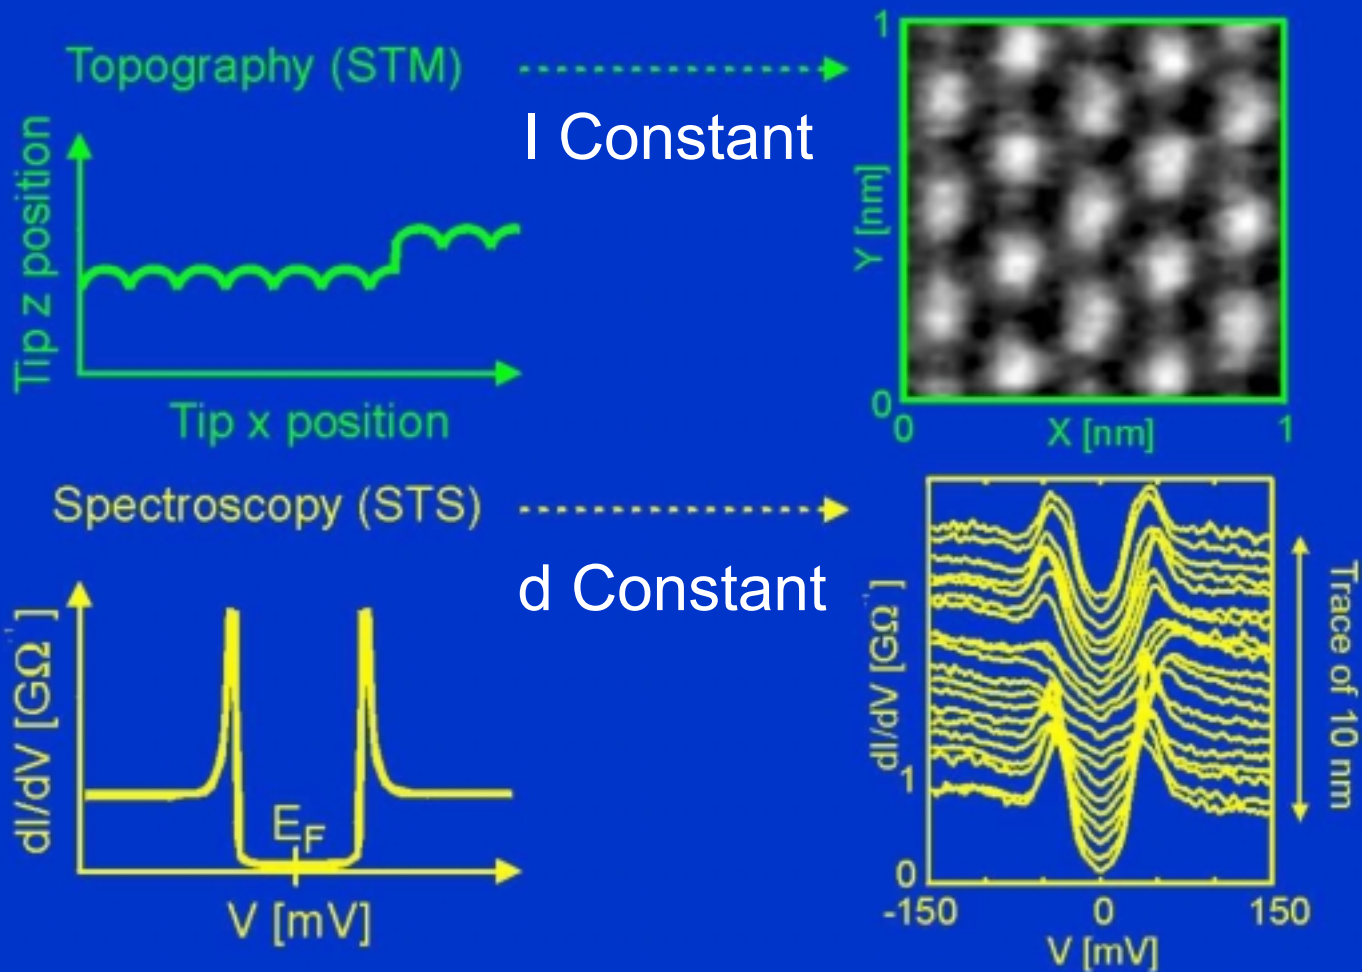 Topography (STM)
I Constant
Tip z position
Tip x position
1
Y [nm]
0
0
X [nm]
1
Spectroscopy (STS)
d Constant
dI/dV [GΩ⁻¹]
E_F
V [mV]
dI/dV [GΩ⁻¹]
1
0
-150
0
150
V [mV]
Trace of 10 nm